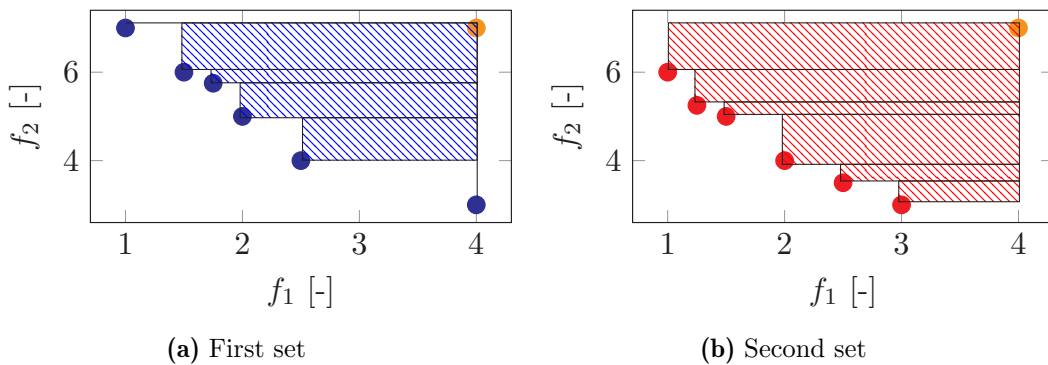 6
4
f₂ [-]
1 2 3 4
f₁ [-]
(a) First set
6
4
f₂ [-]
1 2 3 4
f₁ [-]
(b) Second set